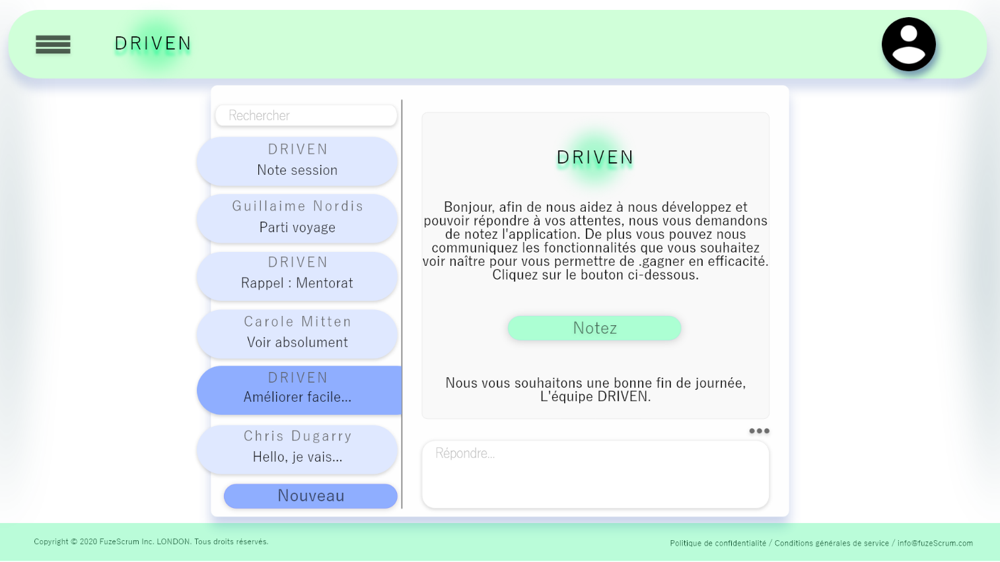 DRIVEN
Rechercher
DRIVEN
Note session
Guillaime Nordis
Parti voyage
DRIVEN
Rappel : Mentorat
Carole Mitten
Voir absolument
DRIVEN
Améliorer facile...
Chris Dugarry
Hello, je vais...
Nouveau
DRIVEN
Bonjour, afin de nous aidez à nous développez et
pouvoir répondre à vos attentes, nous vous demandons
de notez l'application. De plus vous pouvez nous
communiquez les fonctionnalités que vous souhaitez
voir naître pour vous permettre de .gagner en efficacité.
Cliquez sur le bouton ci-dessous.
Notez
Nous vous souhaitons une bonne fin de journée,
L'équipe DRIVEN.
Répondre...
Copyright © 2020 FuzeScrum Inc. LONDON. Tous droits réservés.
Politique de confidentialité / Conditions générales de service / info@fuzeScrum.com